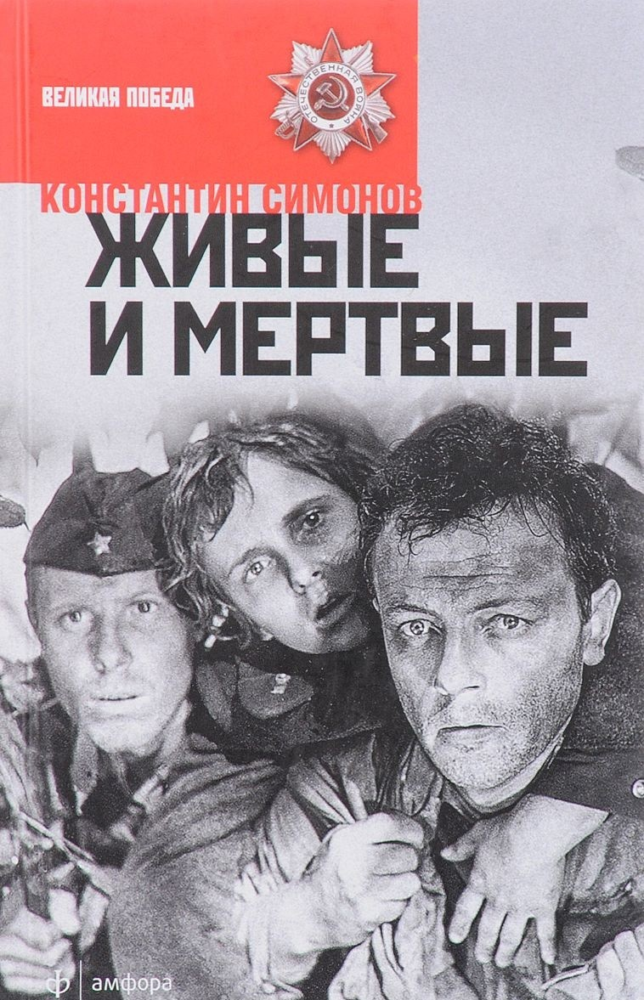 ВЕЛИКАЯ ПОБЕДА
ОТЕЧЕСТВЕННАЯ ВОЙНА
КОНСТАНТИН СИМОНОВ
ЖИВЫЕ
И МЕРТВЫЕ
ф амфора